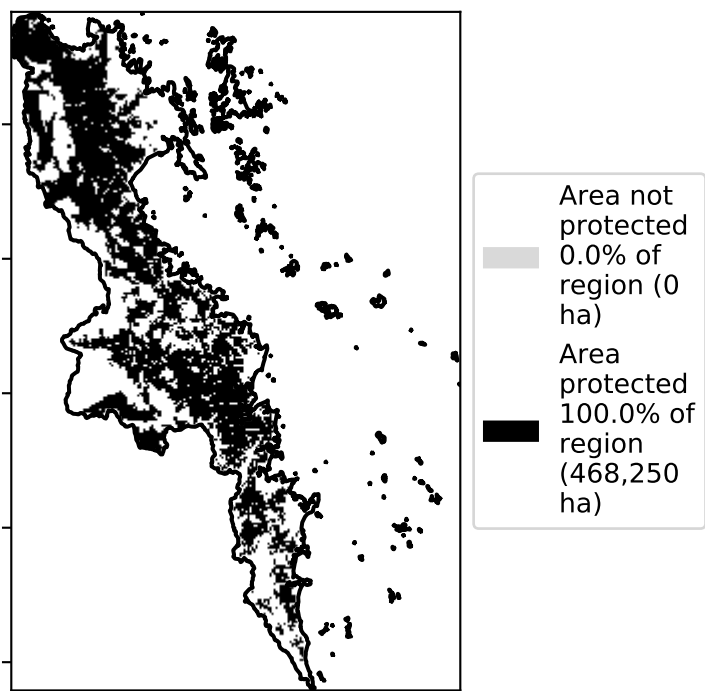 Area not
protected
0.0% of
region (0
ha)
Area
protected
100.0% of
region
(468,250
ha)